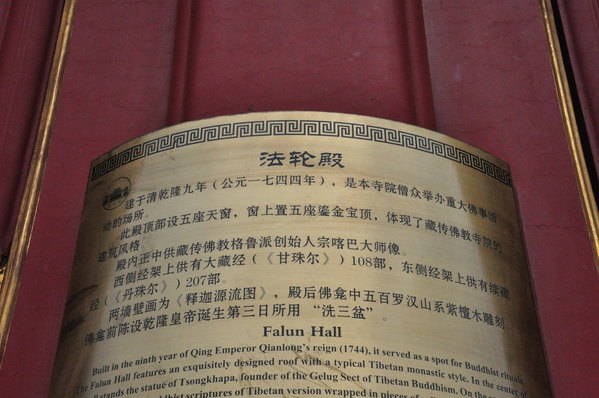 法轮殿
建于清乾隆九年（公元一七四四年），是本寺院僧众举办重大佛事活
动的场所。
此殿顶部设五座天窗，窗上置五座鎏金宝顶，体现了藏传佛教寺院的
建筑风格。
殿内正中供藏传佛教格鲁派创始人宗喀巴大师像。
西侧经架上供有大藏经（《甘珠尔》）108部，东侧经架上供有续藏
经（《丹珠尔》）207部。
两墙壁画为《释迦源流图》，殿后佛龛中五百罗汉山系紫檀木雕刻，
佛龛前陈设乾隆皇帝诞生第三日所用“洗三盆”。
Falun Hall
Built in the ninth year of Qing Emperor Qianlong's reign (1744), it served as a spot for Buddhist rituals.
The Falun Hall features an exquisitely designed roof with a typical Tibetan monastic style. In the center of
stands the statue of Tsongkhapa, founder of the Gelug Sect of Tibetan Buddhism. On the
scriptures of Tibetan version wrapped in pieces of